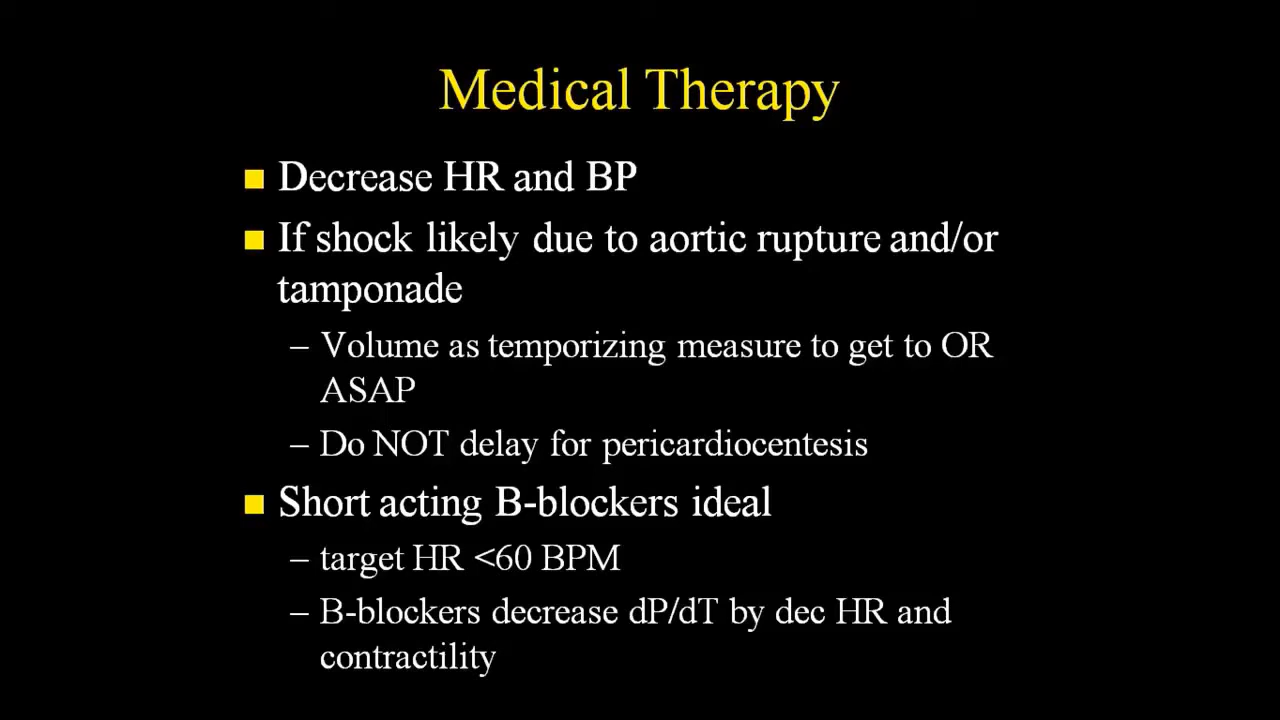 Medical Therapy
Decrease HR and BP
If shock likely due to aortic rupture and/or
tamponade
– Volume as temporizing measure to get to OR
ASAP
– Do NOT delay for pericardiocentesis
Short acting B-blockers ideal
– target HR <60 BPM
– B-blockers decrease dP/dT by dec HR and
contractility